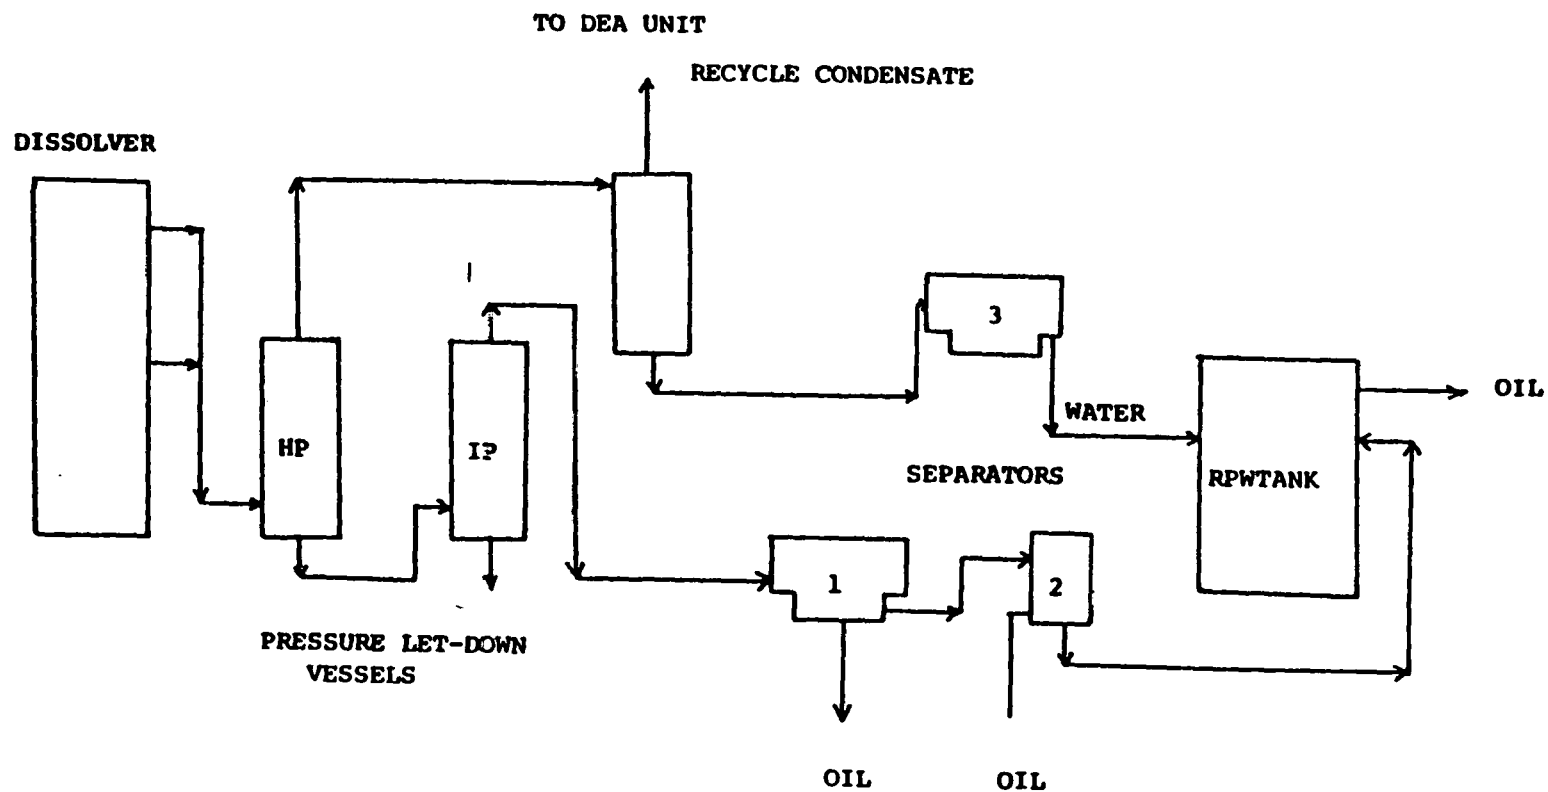 TO DEA UNIT
RECYCLE CONDENSATE
DISSOLVER
3
OIL
WATER
HP
IP
SEPARATORS
RPWTANK
1
2
PRESSURE LET-DOWN
VESSELS
OIL
OIL